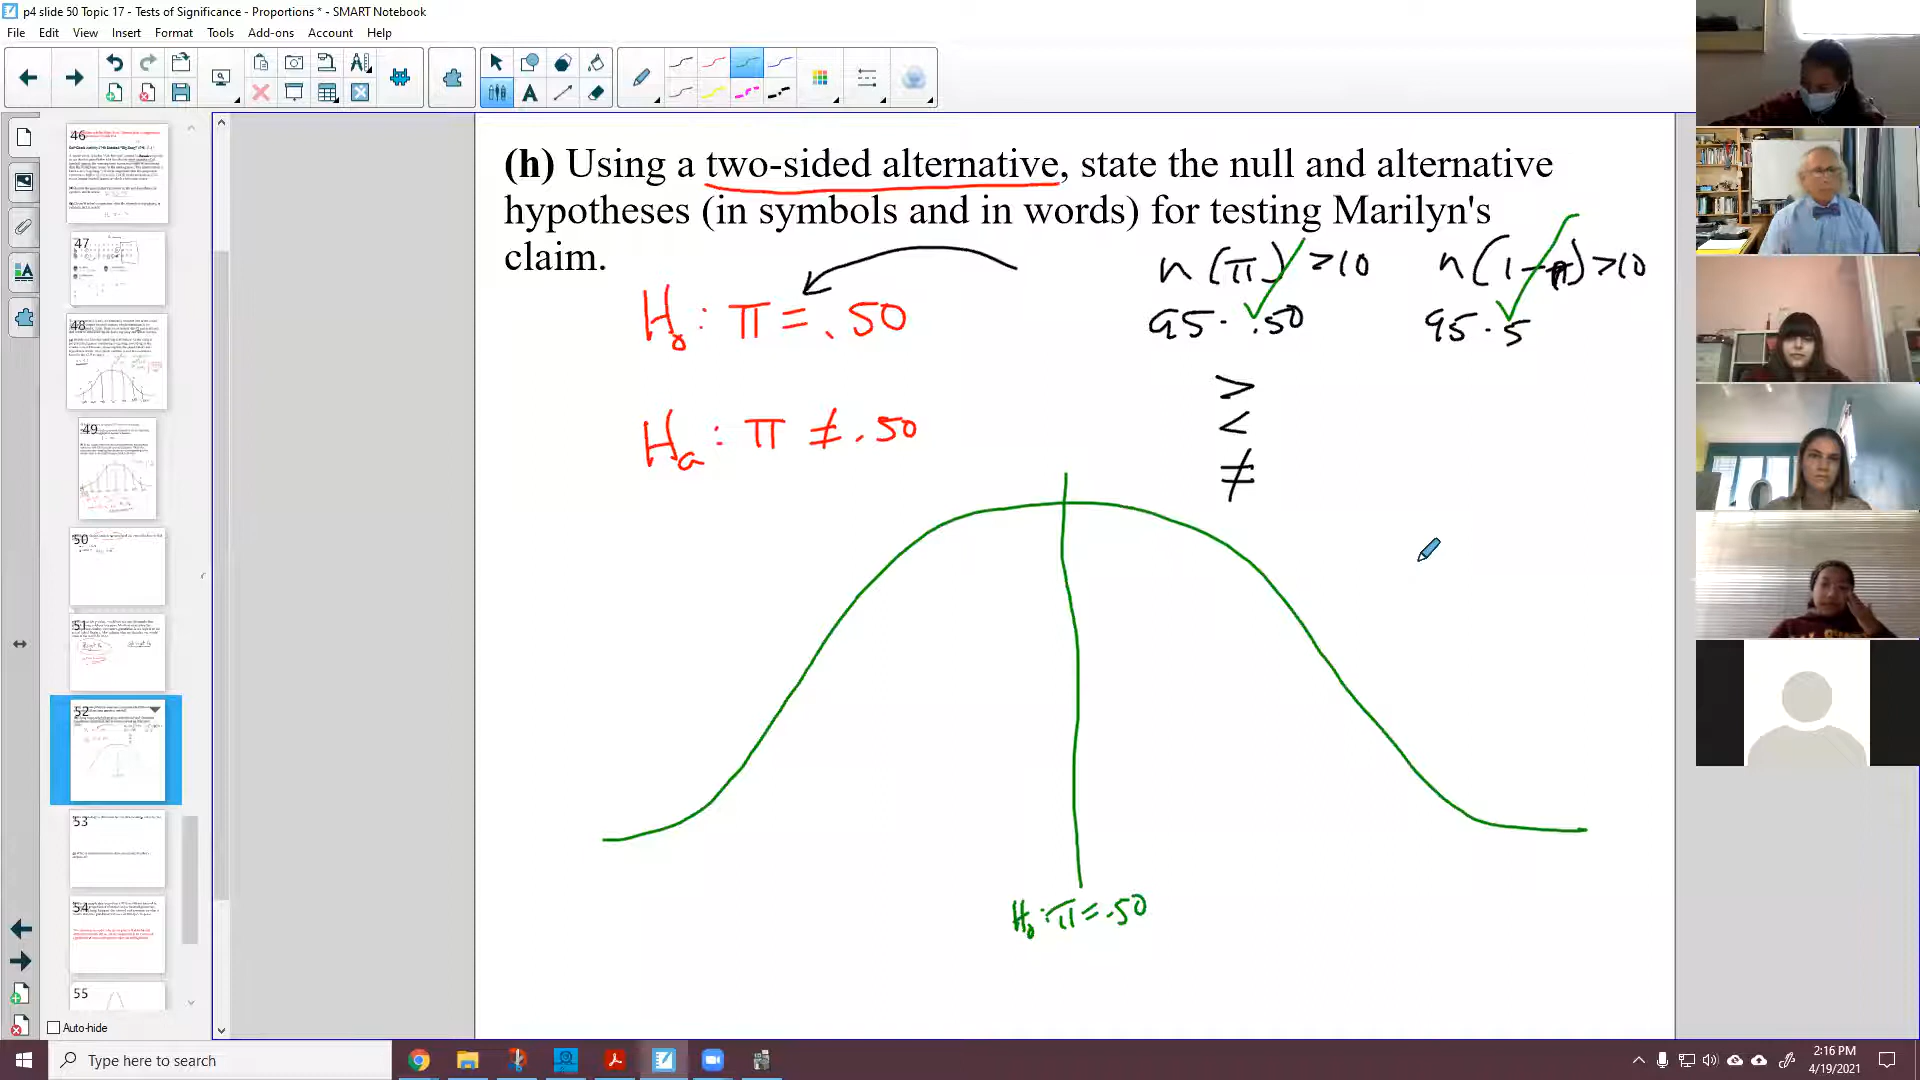 p4 slide 50 Topic 17 - Tests of Significance - Proportions * - SMART Notebook
File Edit View Insert Format Tools Add-ons Account Help
46
47
48
49
50
51
52
53
54
55
Auto-hide
(h) Using a two-sided alternative, state the null and alternative
hypotheses (in symbols and in words) for testing Marilyn's
claim.
n(π) >10 n(1-π)>10
H₀: π = .50
95 · .50 95 · 5
>
<
Hₐ: π ≠ .50
≠
H₀: π = .50
Type here to search
2:16 PM
4/19/2021